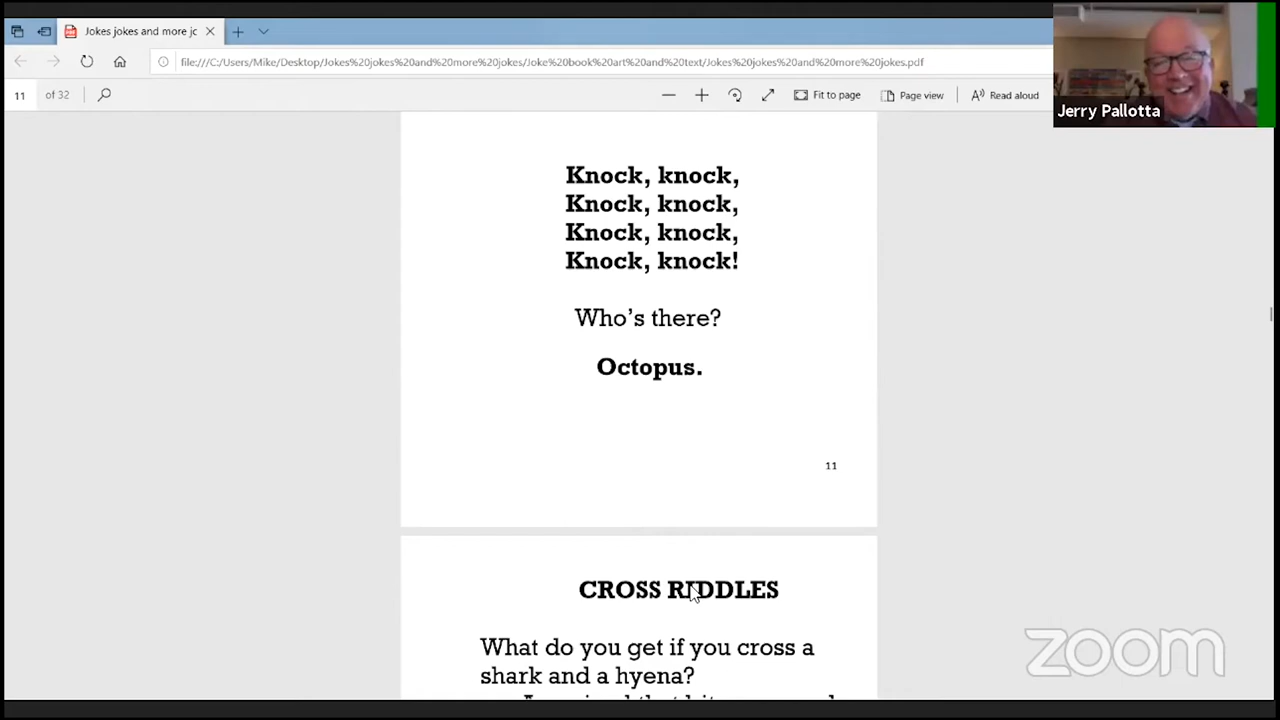 Jokes jokes and more jc
file:///C:/Users/Mike/Desktop/Jokes%20jokes%20and%20more%20jokes/Joke%20book%20art%20and%20text/Jokes%20jokes%20and%20more%20jokes.pdf
11 of 32
Fit to page
Page view
Read aloud
Jerry Pallotta
Knock, knock,
Knock, knock,
Knock, knock,
Knock, knock!
Who's there?
Octopus.
11
CROSS RIDDLES
What do you get if you cross a
shark and a hyena?
zoom